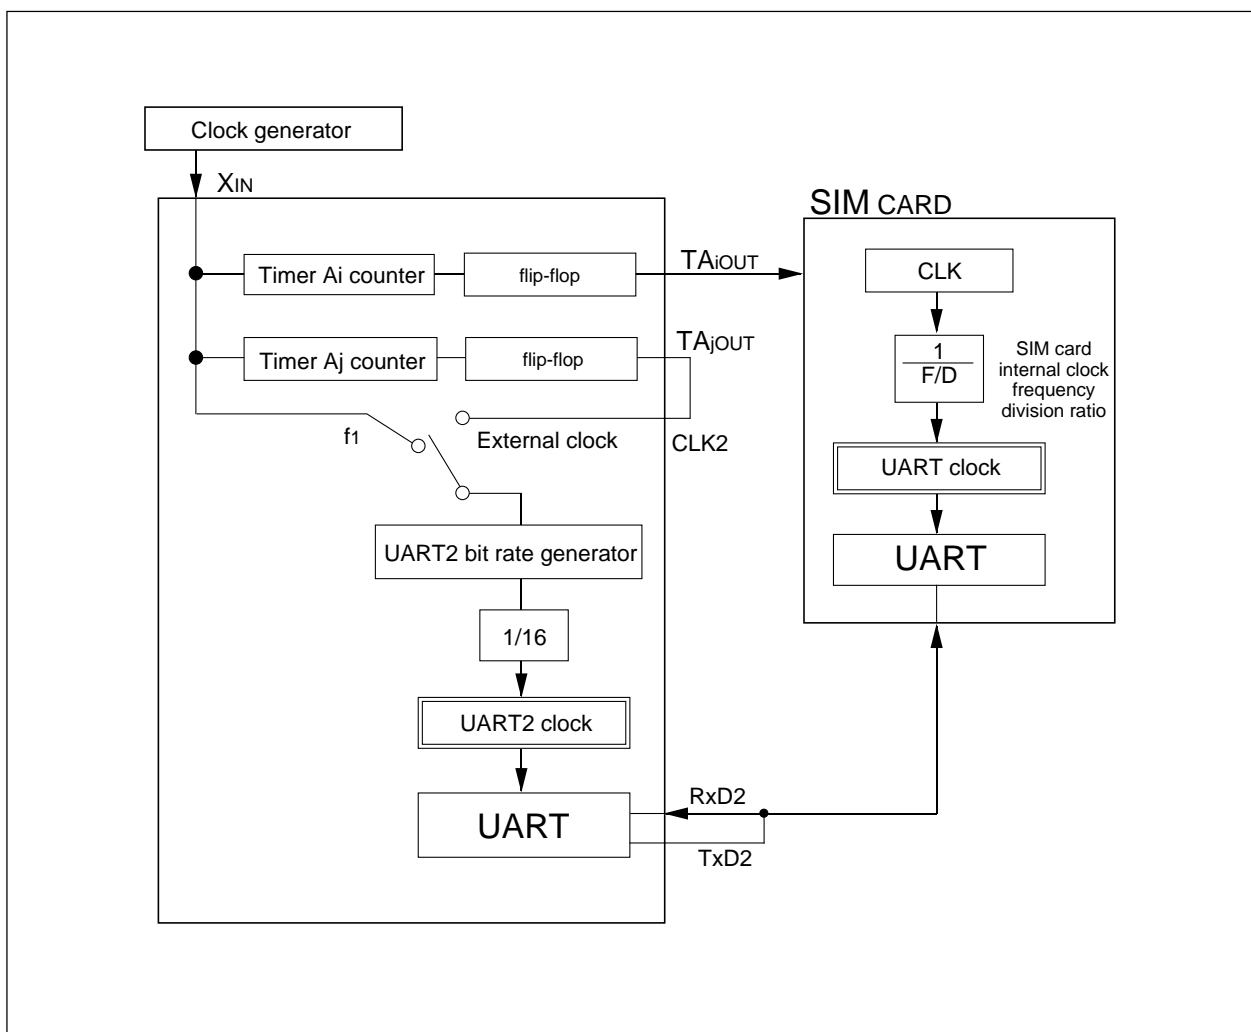 Clock generator
XIN
SIM CARD
Timer Ai counter
flip-flop
TAiOUT
CLK
Timer Aj counter
flip-flop
TAjOUT
1
F/D
SIM card
internal clock
frequency
division ratio
f1
External clock
CLK2
UART clock
UART2 bit rate generator
UART
1/16
UART2 clock
UART
RxD2
TxD2